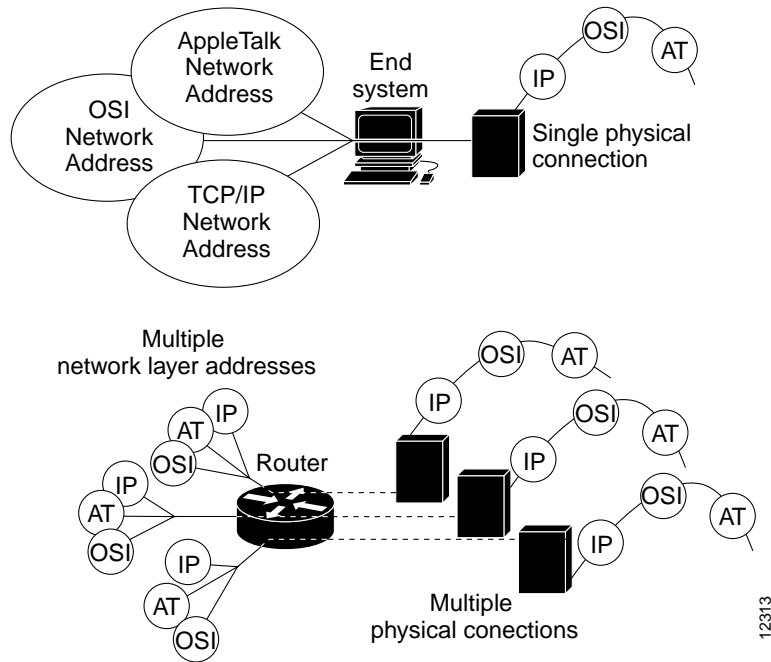 AppleTalk
Network
Address
OSI
Network
Address
TCP/IP
Network
Address
End
system
IP
OSI
AT
Single physical
connection
Multiple
network layer addresses
IP
AT
OSI
IP
AT
OSI
IP
AT
OSI
Router
IP
OSI
AT
IP
OSI
AT
IP
OSI
AT
Multiple
physical conections
12313